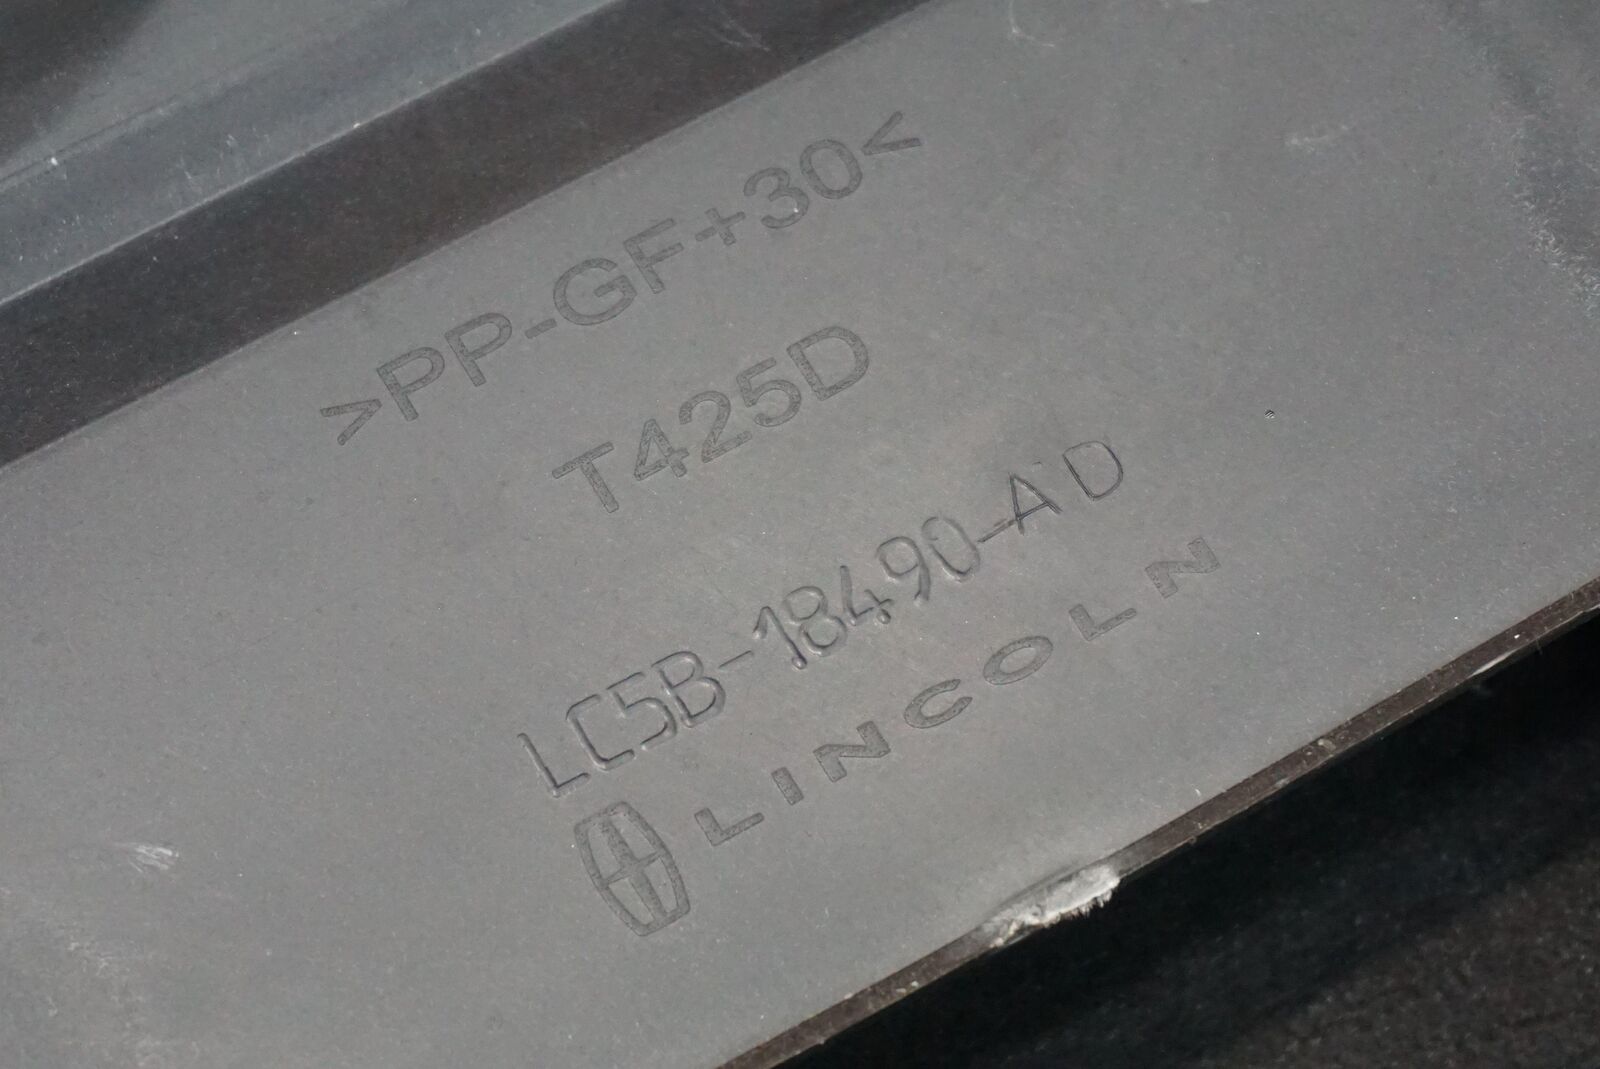 >PP-GF+30<
T425D
LC5B-18490-AD
LINCOLN